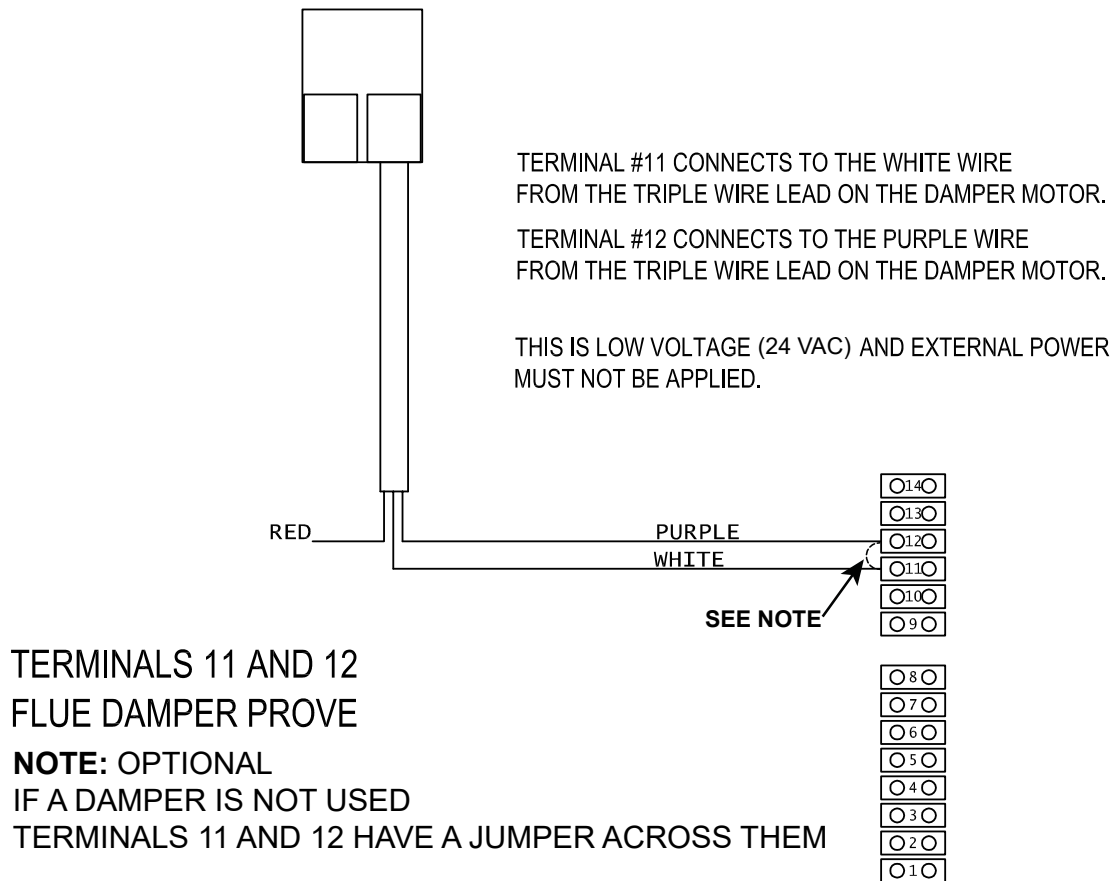 TERMINAL #11 CONNECTS TO THE WHITE WIRE
FROM THE TRIPLE WIRE LEAD ON THE DAMPER MOTOR.
TERMINAL #12 CONNECTS TO THE PURPLE WIRE
FROM THE TRIPLE WIRE LEAD ON THE DAMPER MOTOR.
THIS IS LOW VOLTAGE (24 VAC) AND EXTERNAL POWER
MUST NOT BE APPLIED.
14
13
RED
PURPLE
12
WHITE
11
10
SEE NOTE
9
TERMINALS 11 AND 12
FLUE DAMPER PROVE
NOTE: OPTIONAL
IF A DAMPER IS NOT USED
TERMINALS 11 AND 12 HAVE A JUMPER ACROSS THEM
8
7
6
5
4
3
2
1